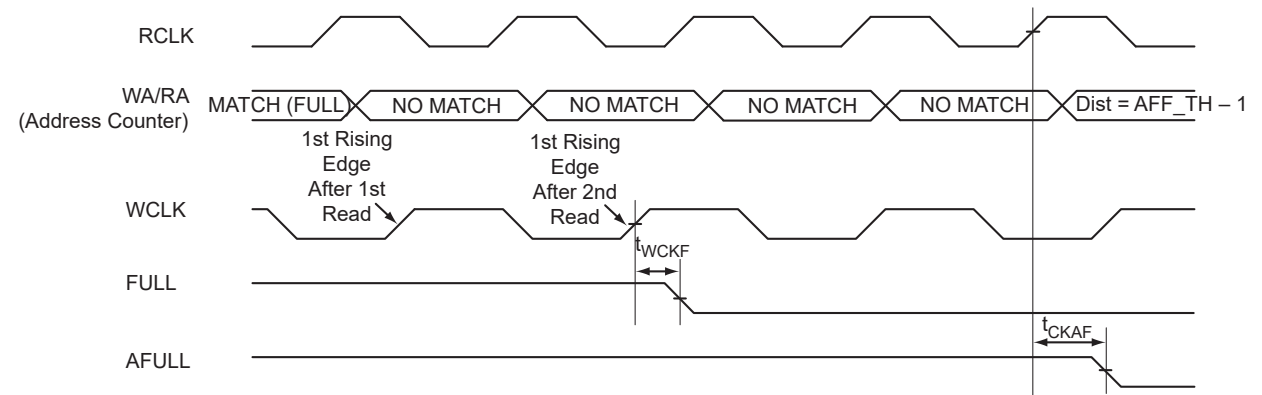 RCLK
WA/RA
(Address Counter)
MATCH (FULL)
NO MATCH
NO MATCH
NO MATCH
NO MATCH
Dist = AFF_TH – 1
1st Rising
Edge
After 1st
Read
1st Rising
Edge
After 2nd
Read
WCLK
tWCKF
FULL
tCKAF
AFULL